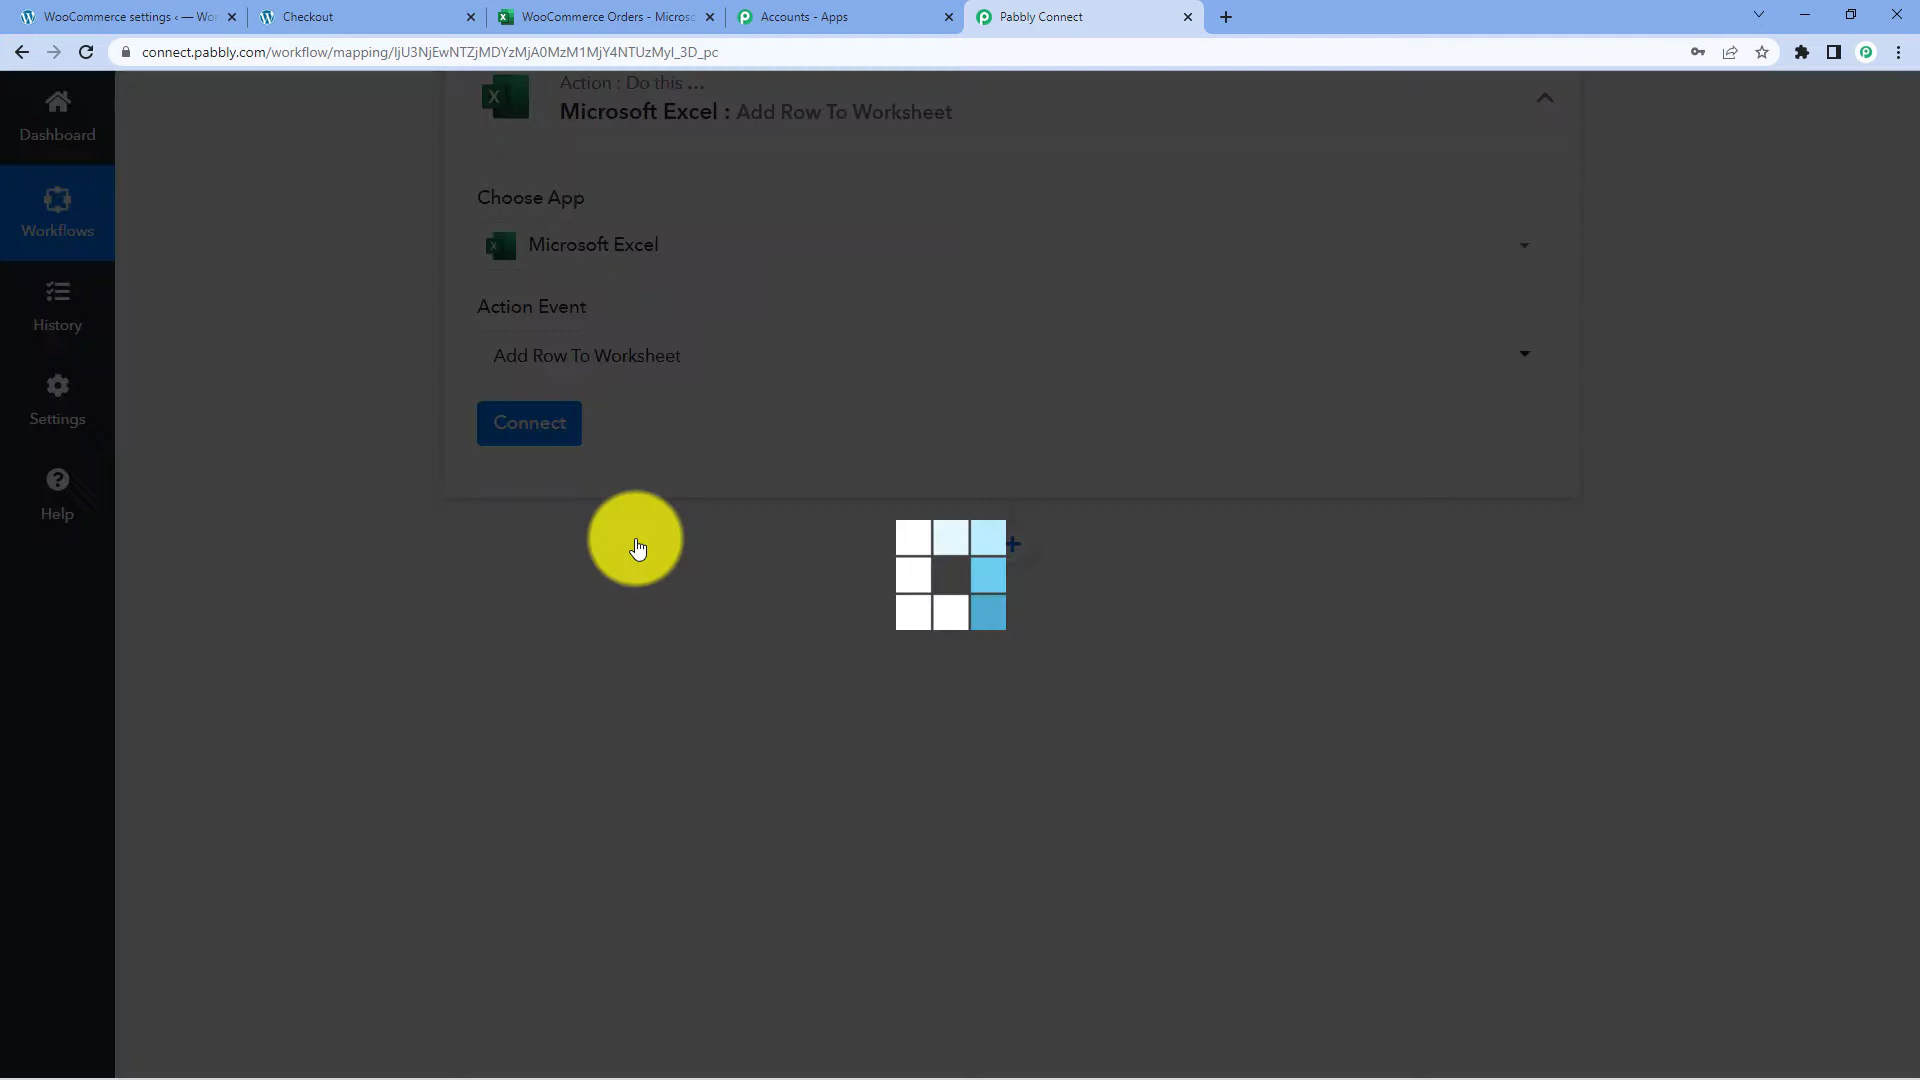 WooCommerce settings ‹ — Wo
Checkout
WooCommerce Orders - Microso
Accounts - Apps
Pabbly Connect
connect.pabbly.com/workflow/mapping/IjU3NjEwNTZjMDYzMjA0MzM1MjY4NTUzMyI_3D_pc
Dashboard
Workflows
History
Settings
Help
Action : Do this ...
Microsoft Excel : Add Row To Worksheet
Choose App
Microsoft Excel
Action Event
Add Row To Worksheet
Connect